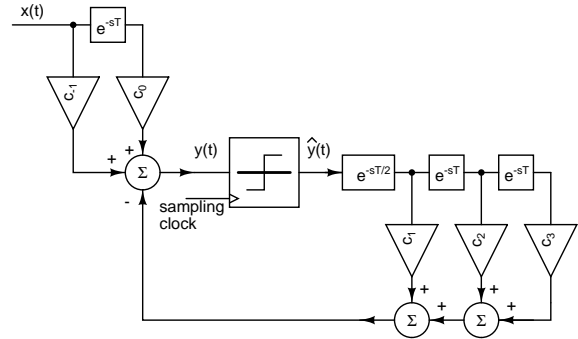 x(t)
e^-sT
c_-1
c_0
+
+
+
Σ
-
y(t)
ŷ(t)
sampling
clock
e^-sT/2
e^-sT
e^-sT
c_1
c_2
c_3
+
+
Σ
+
Σ
+